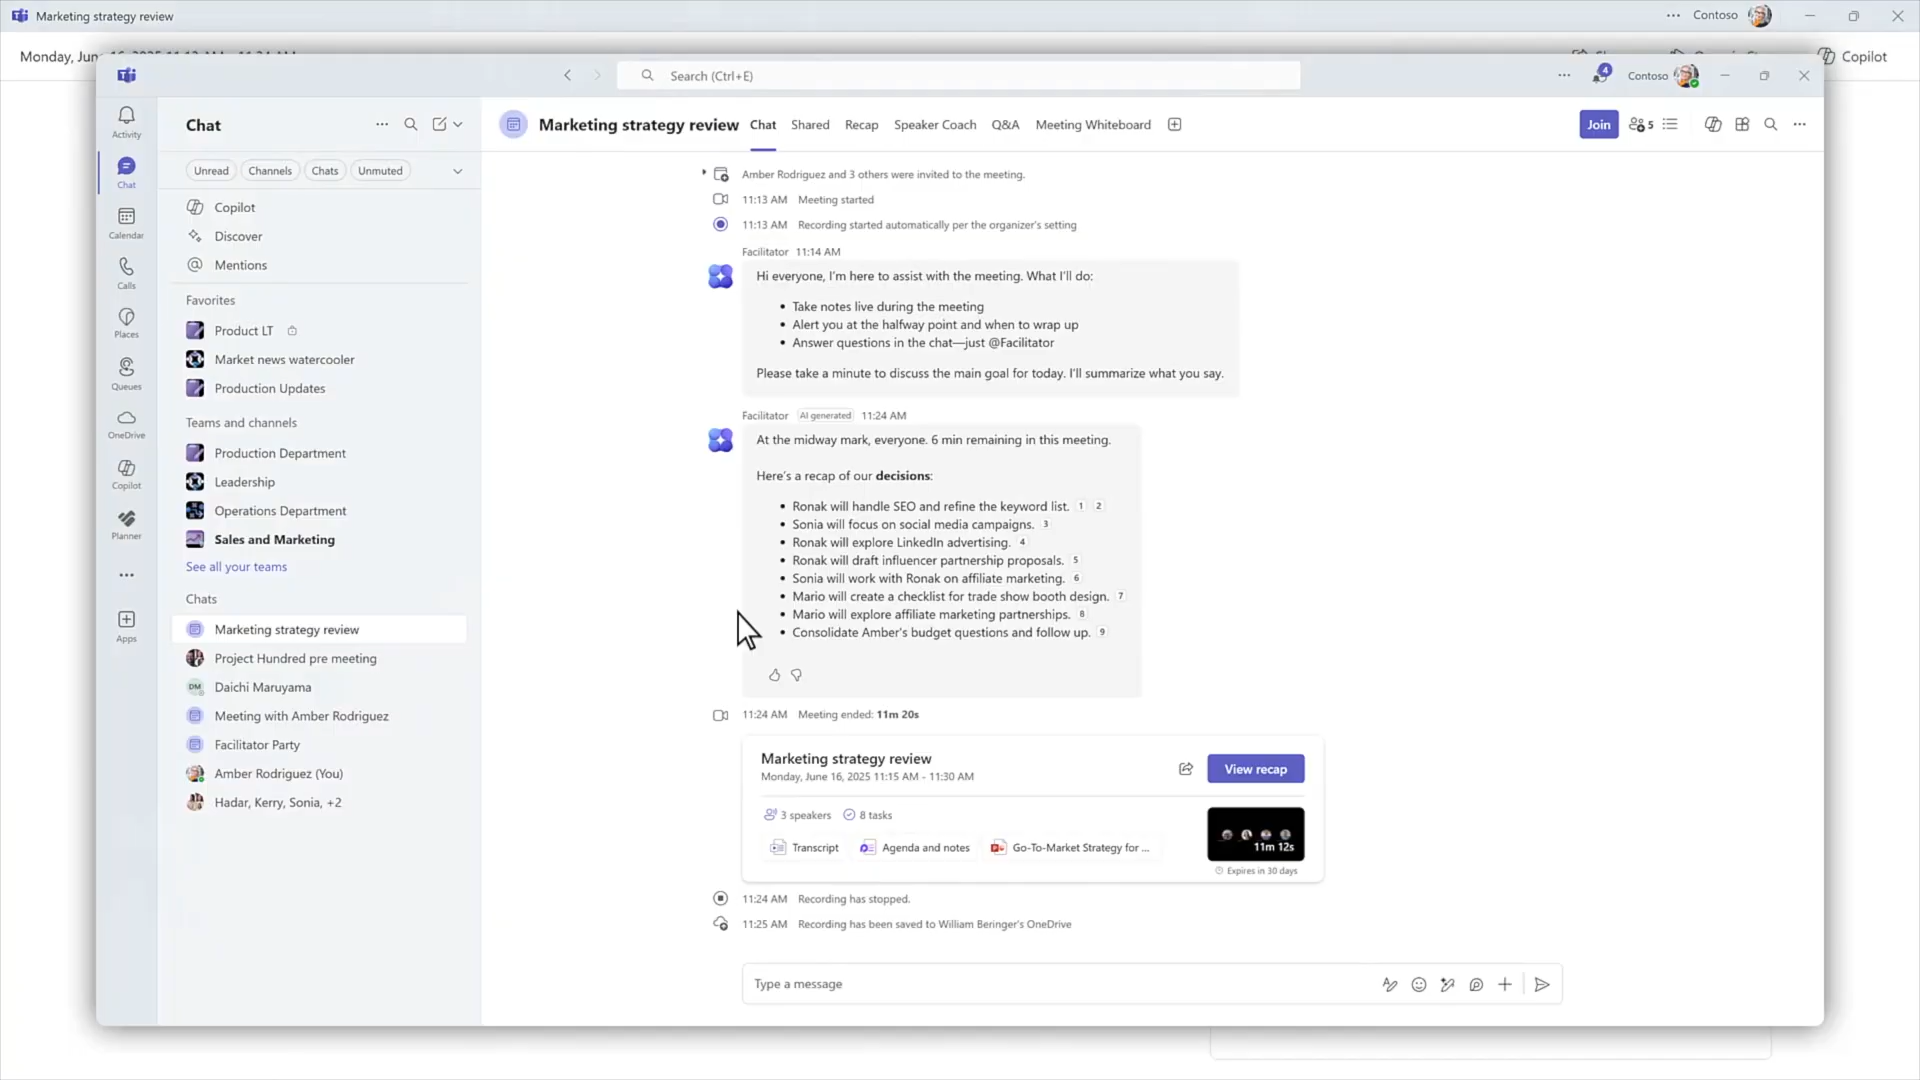 Marketing strategy review
Contoso
Monday, Jun
Copilot
Search (Ctrl+E)
4
Contoso
Activity
Chat
Calendar
Calls
Places
Queues
OneDrive
Copilot
Planner
Apps
Chat
Unread
Channels
Chats
Unmuted
Copilot
Discover
Mentions
Favorites
Product LT
Market news watercooler
Production Updates
Teams and channels
Production Department
Leadership
Operations Department
Sales and Marketing
See all your teams
Chats
Marketing strategy review
Project Hundred pre meeting
DM Daichi Maruyama
Meeting with Amber Rodriguez
Facilitator Party
Amber Rodriguez (You)
Hadar, Kerry, Sonia, +2
Marketing strategy review
Chat
Shared
Recap
Speaker Coach
Q&A
Meeting Whiteboard
Join
5
Amber Rodriguez and 3 others were invited to the meeting.
11:13 AM Meeting started
11:13 AM Recording started automatically per the organizer's setting
Facilitator 11:14 AM
Hi everyone, I'm here to assist with the meeting. What I'll do:
• Take notes live during the meeting
• Alert you at the halfway point and when to wrap up
• Answer questions in the chat—just @Facilitator
Please take a minute to discuss the main goal for today. I'll summarize what you say.
Facilitator AI generated 11:24 AM
At the midway mark, everyone. 6 min remaining in this meeting.
Here's a recap of our decisions:
• Ronak will handle SEO and refine the keyword list. 1 2
• Sonia will focus on social media campaigns. 3
• Ronak will explore LinkedIn advertising. 4
• Ronak will draft influencer partnership proposals. 5
• Sonia will work with Ronak on affiliate marketing. 6
• Mario will create a checklist for trade show booth design. 7
• Mario will explore affiliate marketing partnerships. 8
• Consolidate Amber's budget questions and follow up. 9
11:24 AM Meeting ended: 11m 20s
Marketing strategy review
Monday, June 16, 2025 11:15 AM - 11:30 AM
View recap
3 speakers 8 tasks
Transcript
Agenda and notes
Go-To-Market Strategy for ...
11m 12s
Expires in 30 days
11:24 AM Recording has stopped.
11:25 AM Recording has been saved to William Beringer's OneDrive
Type a message